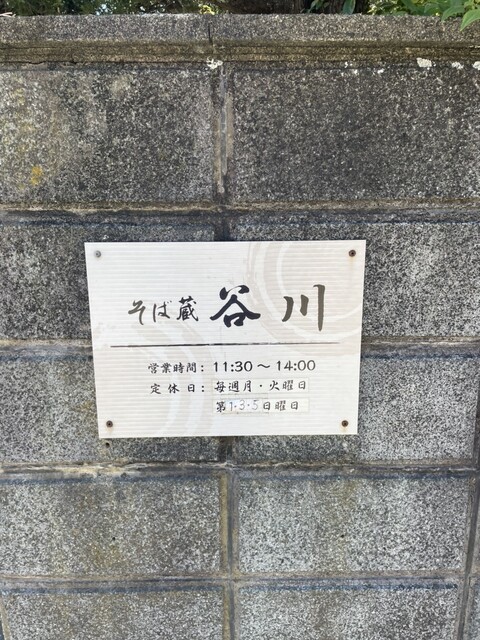 そば蔵 谷川
営業時間：11:30〜14:00
定休日：毎週月・火曜日
第1・3・5日曜日